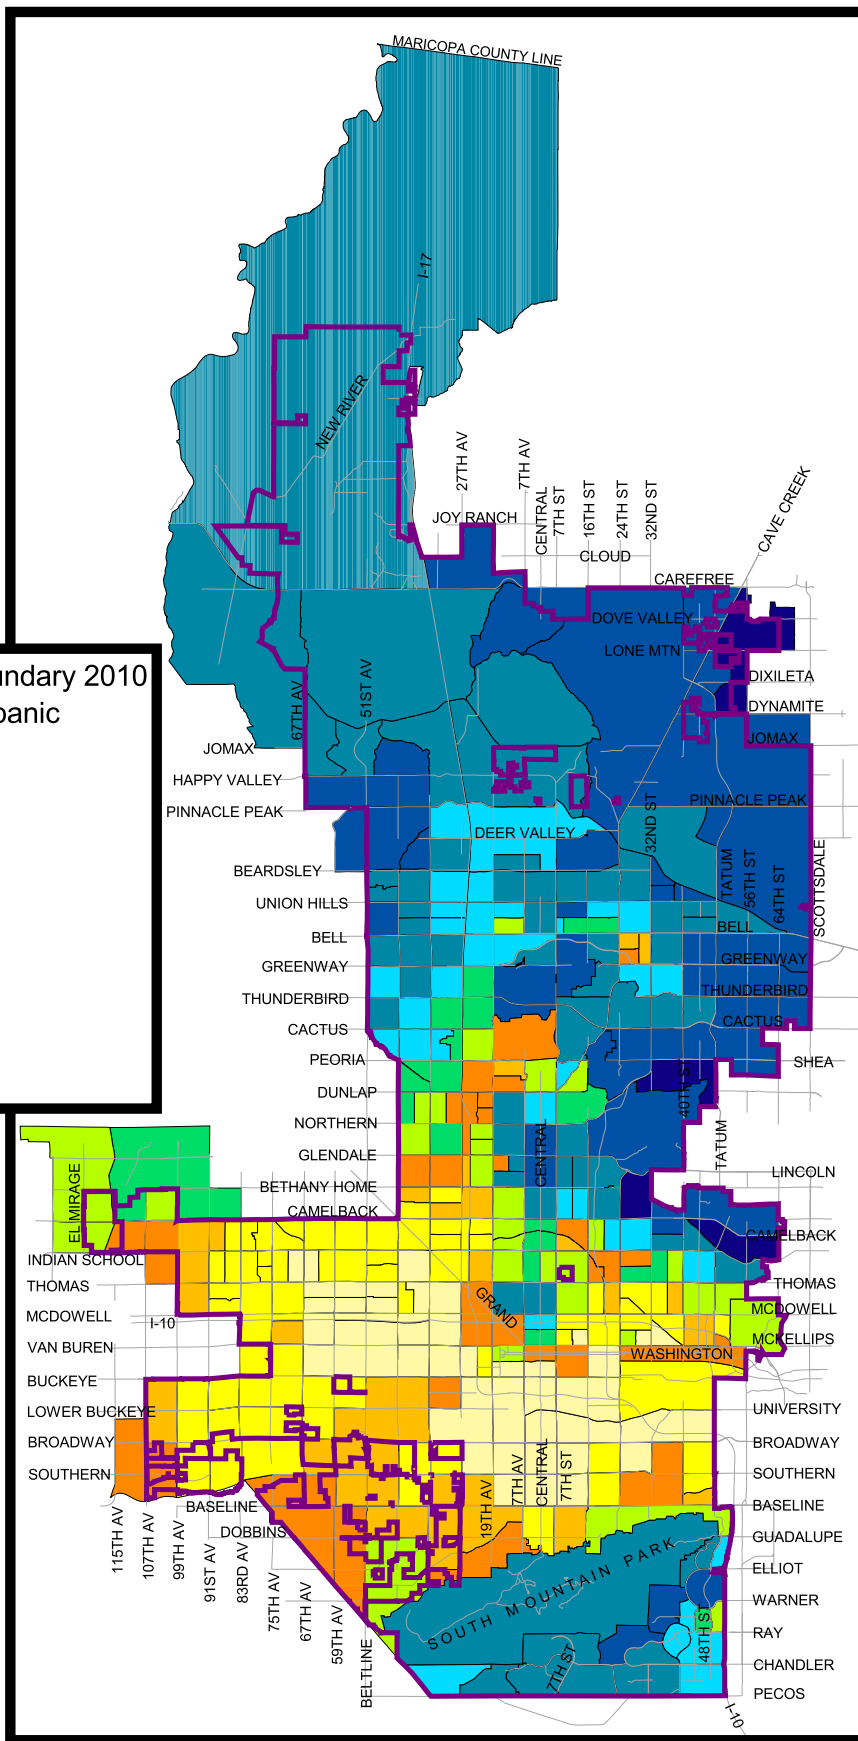 MARICOPA COUNTY LINE
I-17
NEW RIVER
27TH AV
7TH AV
CENTRAL
7TH ST
16TH ST
24TH ST
32ND ST
CAVE CREEK
JOY RANCH
CLOUD
CAREFREE
DOVE VALLEY
LONE MTN
DIXILETA
DYNAMITE
JOMAX
ndary 2010
panic
67TH AV
51ST AV
JOMAX
HAPPY VALLEY
PINNACLE PEAK
PINNACLE PEAK
DEER VALLEY
32ND ST
TATUM
56TH ST
64TH ST
SCOTTSDALE
BEARDSLEY
UNION HILLS
BELL
BELL
GREENWAY
GREENWAY
THUNDERBIRD
THUNDERBIRD
CACTUS
CACTUS
PEORIA
SHEA
40TH ST
DUNLAP
NORTHERN
GLENDALE
CENTRAL
TATUM
LINCOLN
EL MIRAGE
BETHANY HOME
CAMELBACK
CAMELBACK
INDIAN SCHOOL
THOMAS
THOMAS
GRAND
MCDOWELL
I-10
MCDOWELL
VAN BUREN
MCKELLIPS
WASHINGTON
BUCKEYE
LOWER BUCKEYE
UNIVERSITY
BROADWAY
BROADWAY
SOUTHERN
SOUTHERN
7TH AV
CENTRAL
7TH ST
19TH AV
BASELINE
BASELINE
DOBBINS
GUADALUPE
115TH AV
107TH AV
99TH AV
91ST AV
83RD AV
75TH AV
67TH AV
59TH AV
BELTLINE
SOUTH MOUNTAIN PARK
ELLIOT
WARNER
48TH ST
RAY
7TH ST
CHANDLER
PECOS
I-10